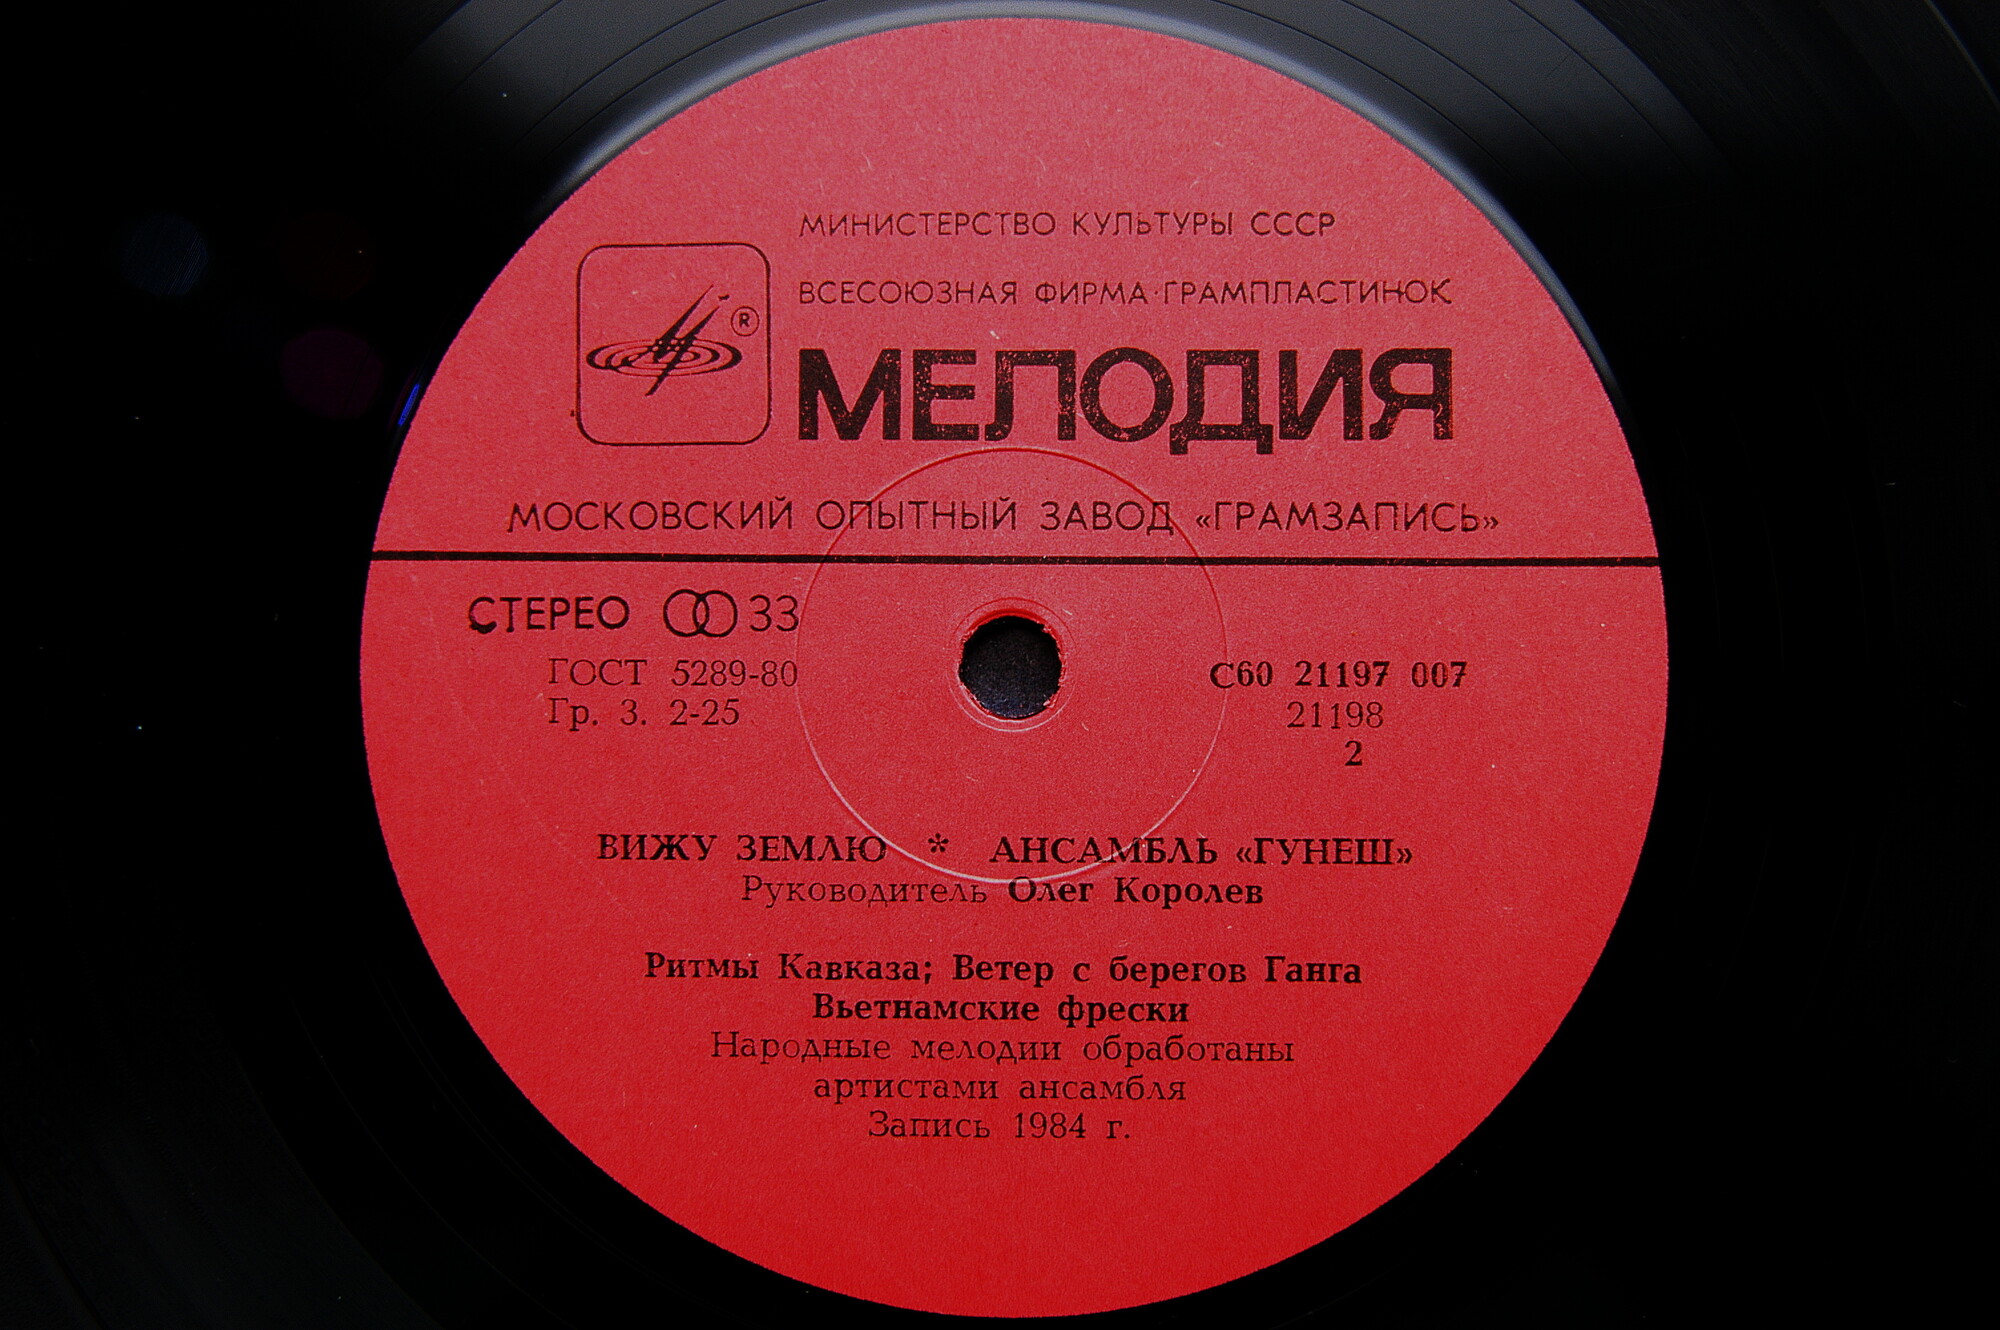 МИНИСТЕРСТВО КУЛЬТУРЫ СССР
ВСЕСОЮЗНАЯ ФИРМА ГРАМПЛАСТИНОК
®
МЕЛОДИЯ
МОСКОВСКИЙ ОПЫТНЫЙ ЗАВОД «ГРАМЗАПИСЬ»
СТЕРЕО 33
ГОСТ 5289-80
Гр. 3. 2-25
С60 21197 007
21198
2
ВИЖУ ЗЕМЛЮ * АНСАМБЛЬ «ГУНЕШ»
Руководитель Олег Королев
Ритмы Кавказа; Ветер с берегов Ганга
Вьетнамские фрески
Народные мелодии обработаны
артистами ансамбля
Запись 1984 г.